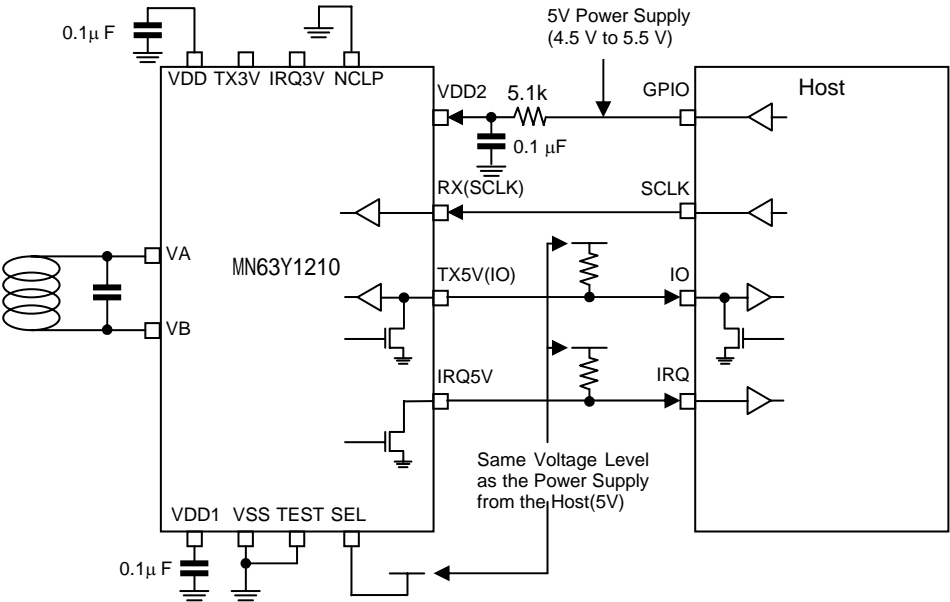 0.1μ F
5V Power Supply
(4.5 V to 5.5 V)
VDD TX3V IRQ3V NCLP
VDD2
5.1k
GPIO
Host
0.1 μF
RX(SCLK)
SCLK
VA
MN63Y1210
TX5V(IO)
IO
VB
IRQ5V
IRQ
Same Voltage Level
as the Power Supply
from the Host(5V)
VDD1 VSS TEST SEL
0.1μ F